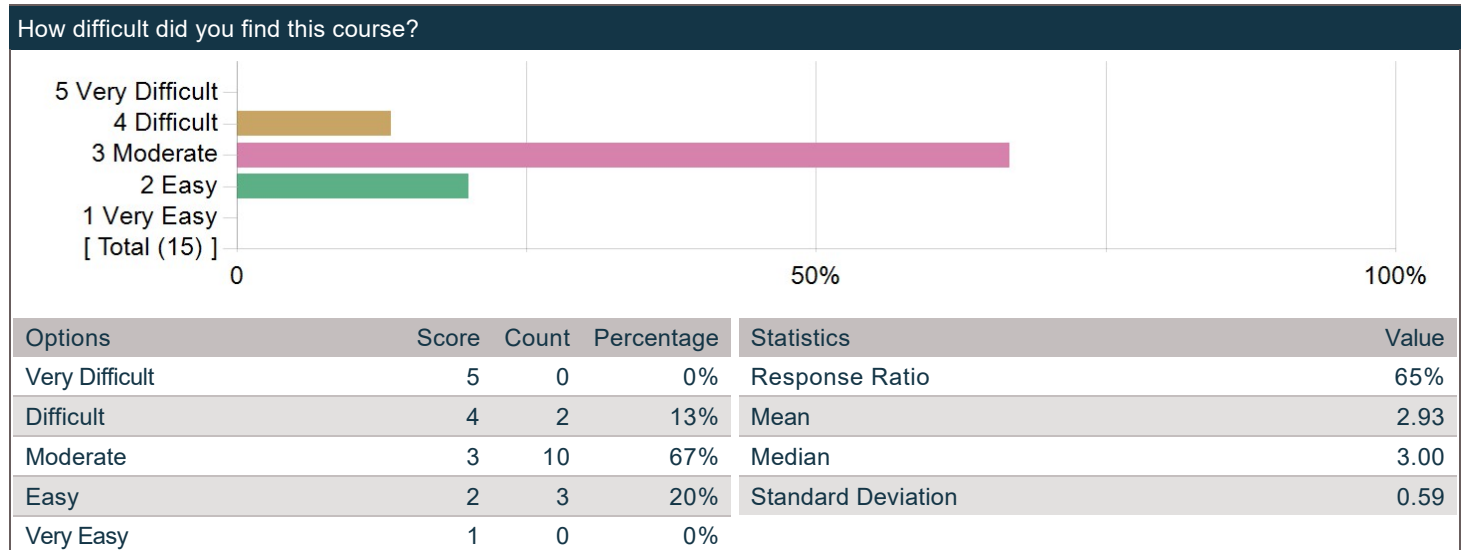 How difficult did you find this course?
5 Very Difficult
4 Difficult
3 Moderate
2 Easy
1 Very Easy
[ Total (15) ]
0 50% 100%
Options Score Count Percentage
Very Difficult 5 0 0%
Difficult 4 2 13%
Moderate 3 10 67%
Easy 2 3 20%
Very Easy 1 0 0%
Statistics Value
Response Ratio 65%
Mean 2.93
Median 3.00
Standard Deviation 0.59